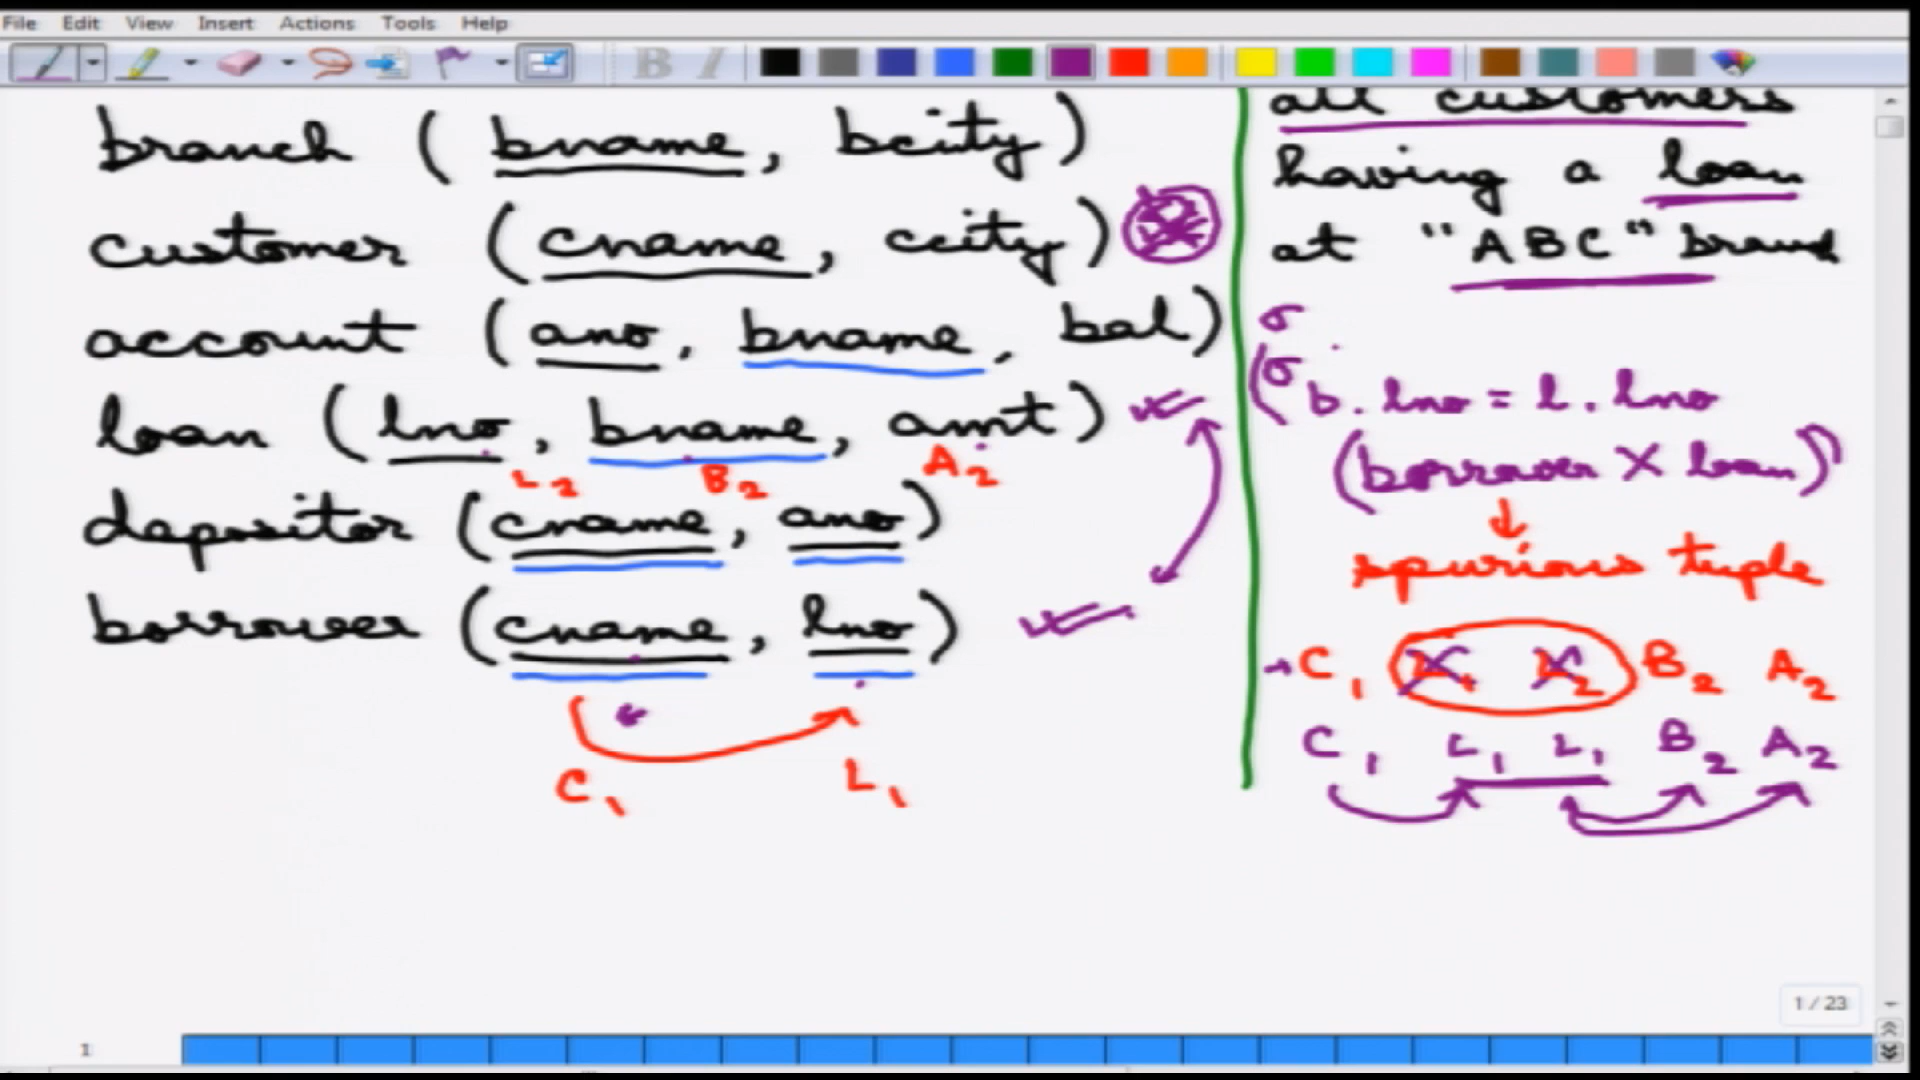 File Edit View Insert Actions Tools Help
B I
branch ( bname, bcity)
customer ( cname, ccity)
account ( ano, bname, bal)
loan ( lno, bname, amt)
L2 B2 A2
depositor (cname, ano)
borrower (cname, lno)
C1 L1
all customers
having a loan
at "ABC" branch
σ
(σ b.lno = l.lno
(borrower X loan))
↓
spurious tuple
C1 L1 L2 B2 A2
C1 L1 L1 B2 A2
1 / 23
1